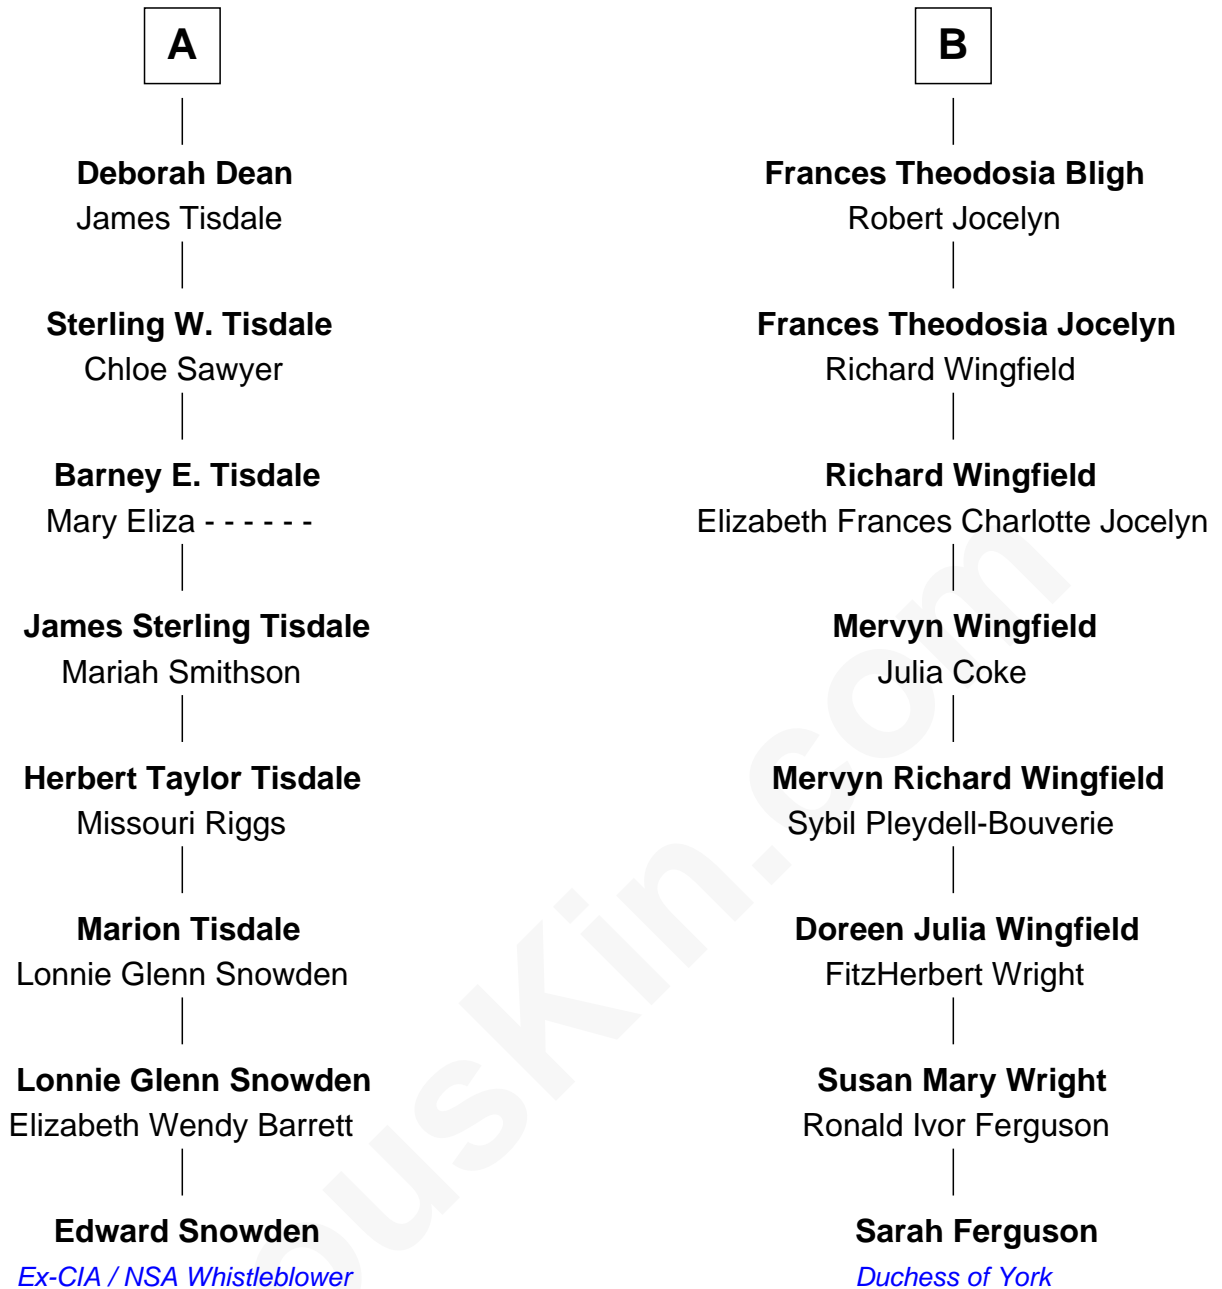 A
Deborah Dean
James Tisdale
Sterling W. Tisdale
Chloe Sawyer
Barney E. Tisdale
Mary Eliza - - - - - -
James Sterling Tisdale
Mariah Smithson
Herbert Taylor Tisdale
Missouri Riggs
Marion Tisdale
Lonnie Glenn Snowden
Lonnie Glenn Snowden
Elizabeth Wendy Barrett
Edward Snowden
Ex-CIA / NSA Whistleblower
B
Frances Theodosia Bligh
Robert Jocelyn
Frances Theodosia Jocelyn
Richard Wingfield
Richard Wingfield
Elizabeth Frances Charlotte Jocelyn
Mervyn Wingfield
Julia Coke
Mervyn Richard Wingfield
Sybil Pleydell-Bouverie
Doreen Julia Wingfield
FitzHerbert Wright
Susan Mary Wright
Ronald Ivor Ferguson
Sarah Ferguson
Duchess of York
ousKin.com